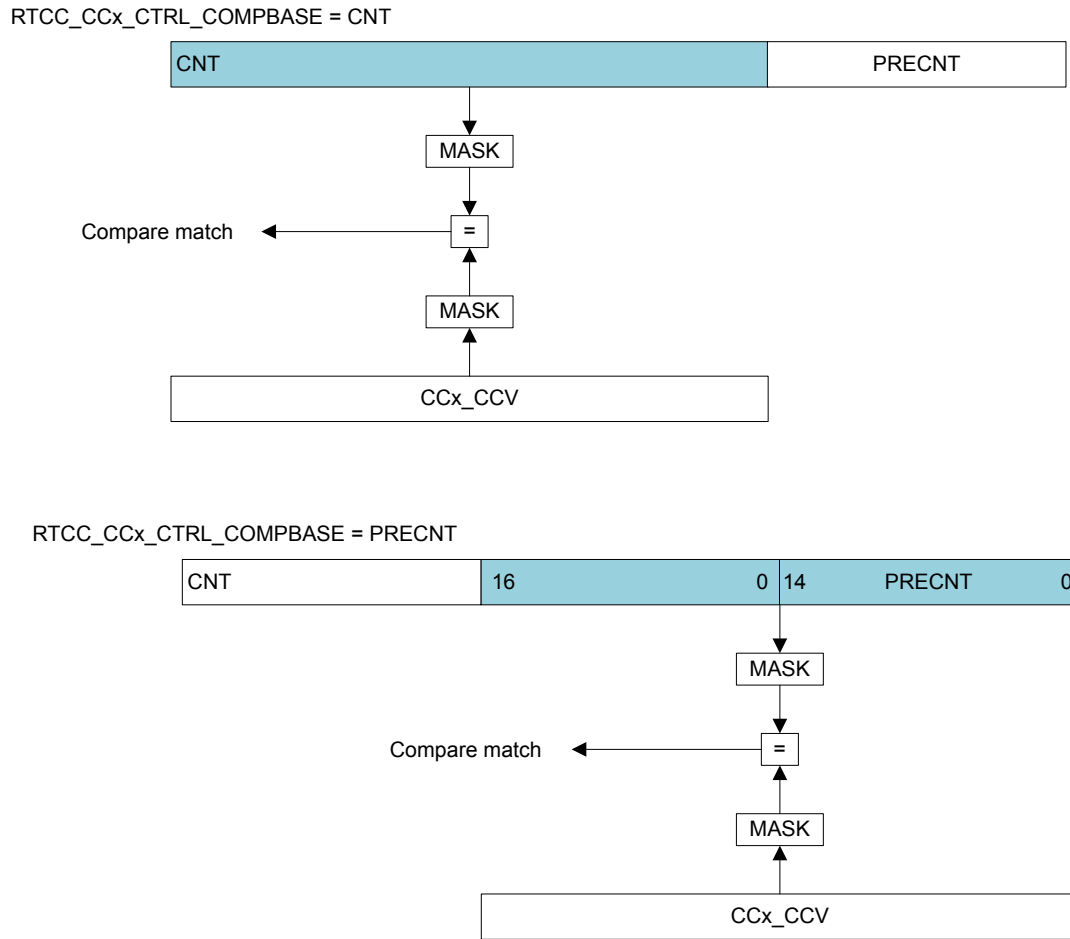 RTCC_CCx_CTRL_COMPBASE = CNT
CNT PRECNT
MASK
Compare match =
MASK
CCx_CCV
RTCC_CCx_CTRL_COMPBASE = PRECNT
CNT 16 0 14 PRECNT 0
MASK
Compare match =
MASK
CCx_CCV